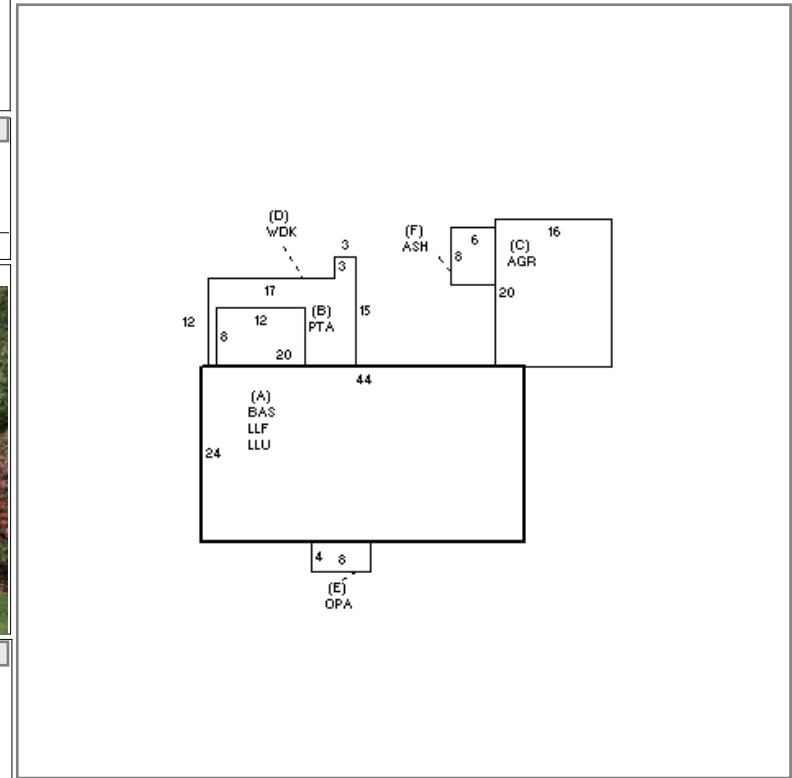 (D)
WDK
3
3
17
12
15
(B)
PTA
12
8
20
(F)
ASH
6
8
(C)
AGR
16
20
44
(A)
BAS
LLF
LLU
24
4
8
(E)
OPA